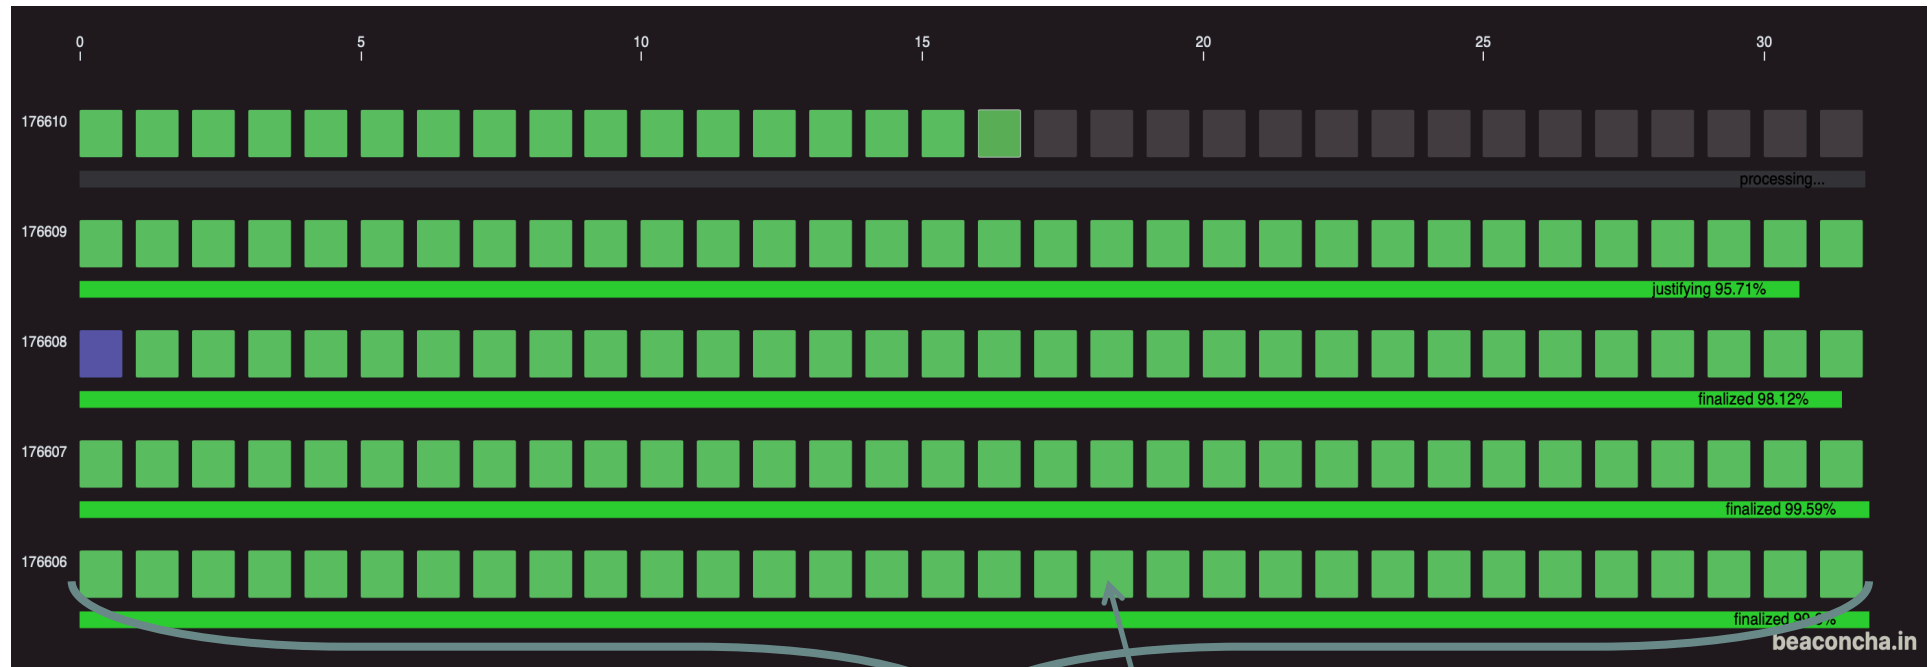 0 5 10 15 20 25 30
176610
processing...
176609
justifying 95.71%
176608
finalized 98.12%
176607
finalized 99.59%
176606
finalized
beaconcha.in